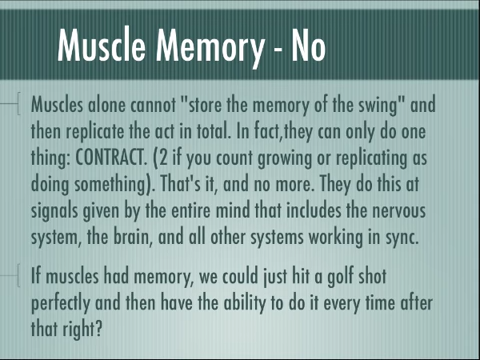 Muscle Memory - No
Muscles alone cannot "store the memory of the swing" and
then replicate the act in total. In fact,they can only do one
thing: CONTRACT. (2 if you count growing or replicating as
doing something). That's it, and no more. They do this at
signals given by the entire mind that includes the nervous
system, the brain, and all other systems working in sync.
If muscles had memory, we could just hit a golf shot
perfectly and then have the ability to do it every time after
that right?